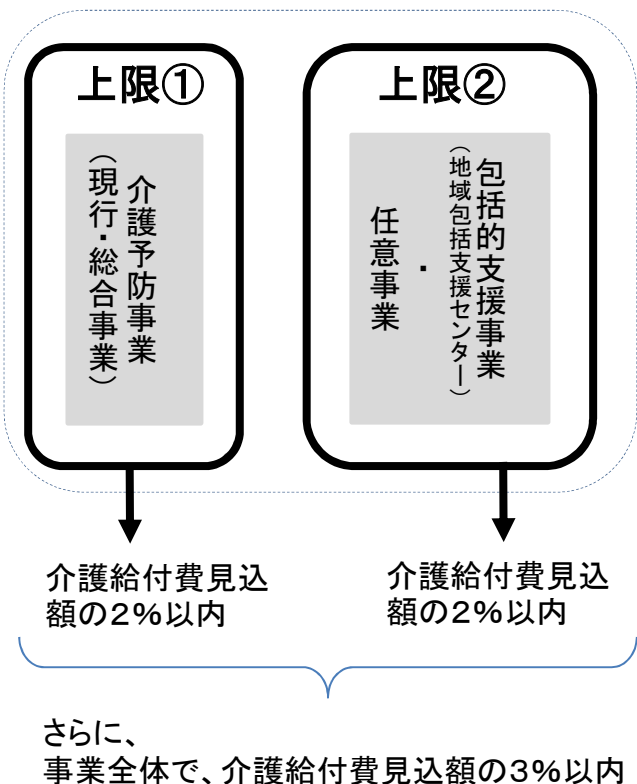 上限①
介護予防事業
(現行・総合事業)
上限②
包括的支援事業
(地域包括支援センター)
・
任意事業
介護給付費見込
額の2%以内
介護給付費見込
額の2%以内
さらに、
事業全体で、介護給付費見込額の3%以内